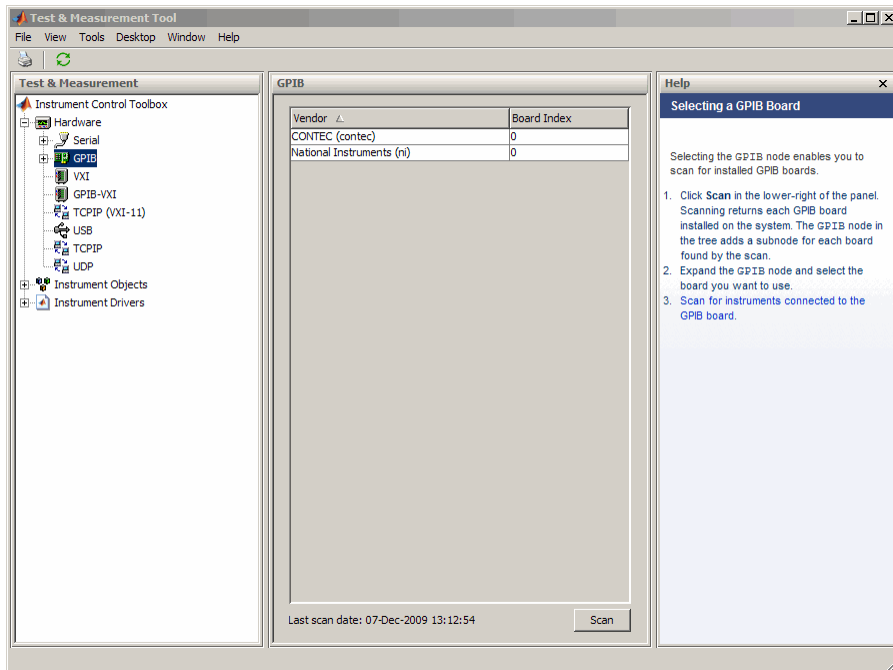 Test & Measurement Tool
File View Tools Desktop Window Help
Test & Measurement
Instrument Control Toolbox
Hardware
Serial
GPIB
VXI
GPIB-VXI
TCPIP (VXI-11)
USB
TCPIP
UDP
Instrument Objects
Instrument Drivers
GPIB
Vendor Board Index
CONTEC (contec) 0
National Instruments (ni) 0
Last scan date: 07-Dec-2009 13:12:54
Scan
Help
Selecting a GPIB Board
Selecting the GPIB node enables you to
scan for installed GPIB boards.
1. Click Scan in the lower-right of the panel.
Scanning returns each GPIB board
installed on the system. The GPIB node in
the tree adds a subnode for each board
found by the scan.
2. Expand the GPIB node and select the
board you want to use.
3. Scan for instruments connected to the
GPIB board.